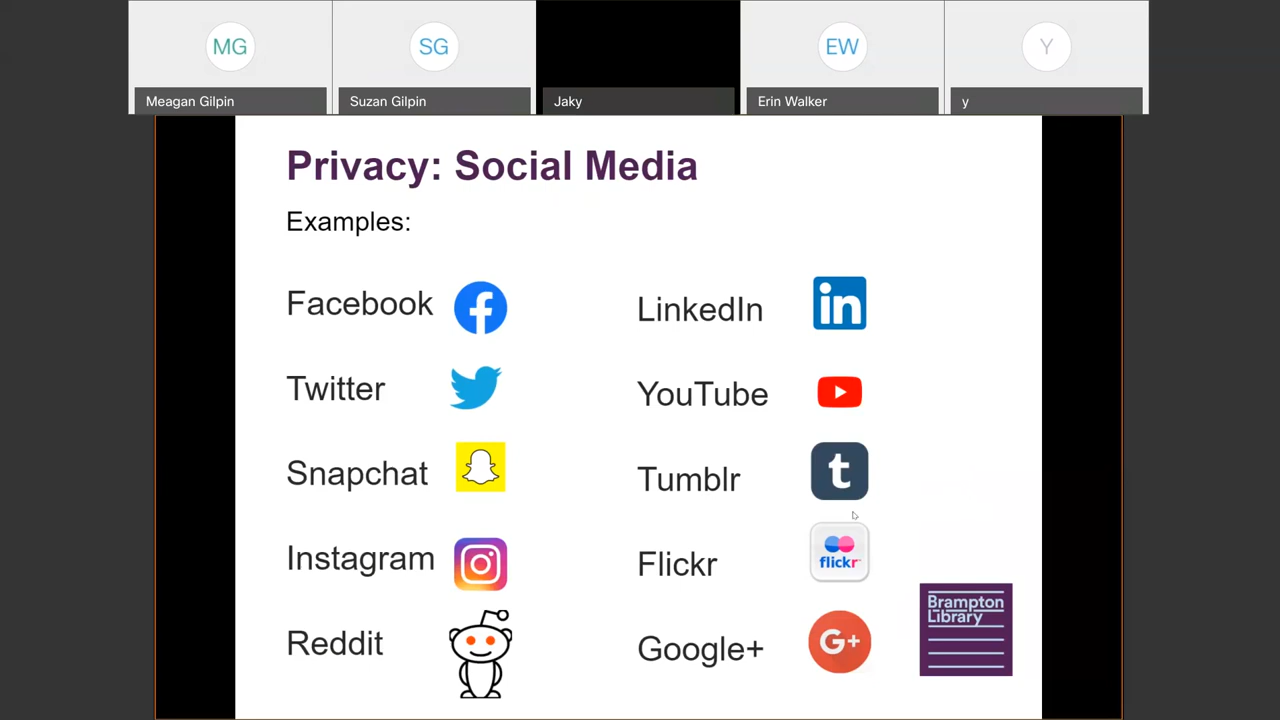 MG
SG
EW
Y
Meagan Gilpin
Suzan Gilpin
Jaky
Erin Walker
y
Privacy: Social Media
Examples:
Facebook
f
LinkedIn
in
Twitter
YouTube
Snapchat
Tumblr
t
Instagram
Flickr
flickr
Reddit
Google+
G+
Brampton
Library